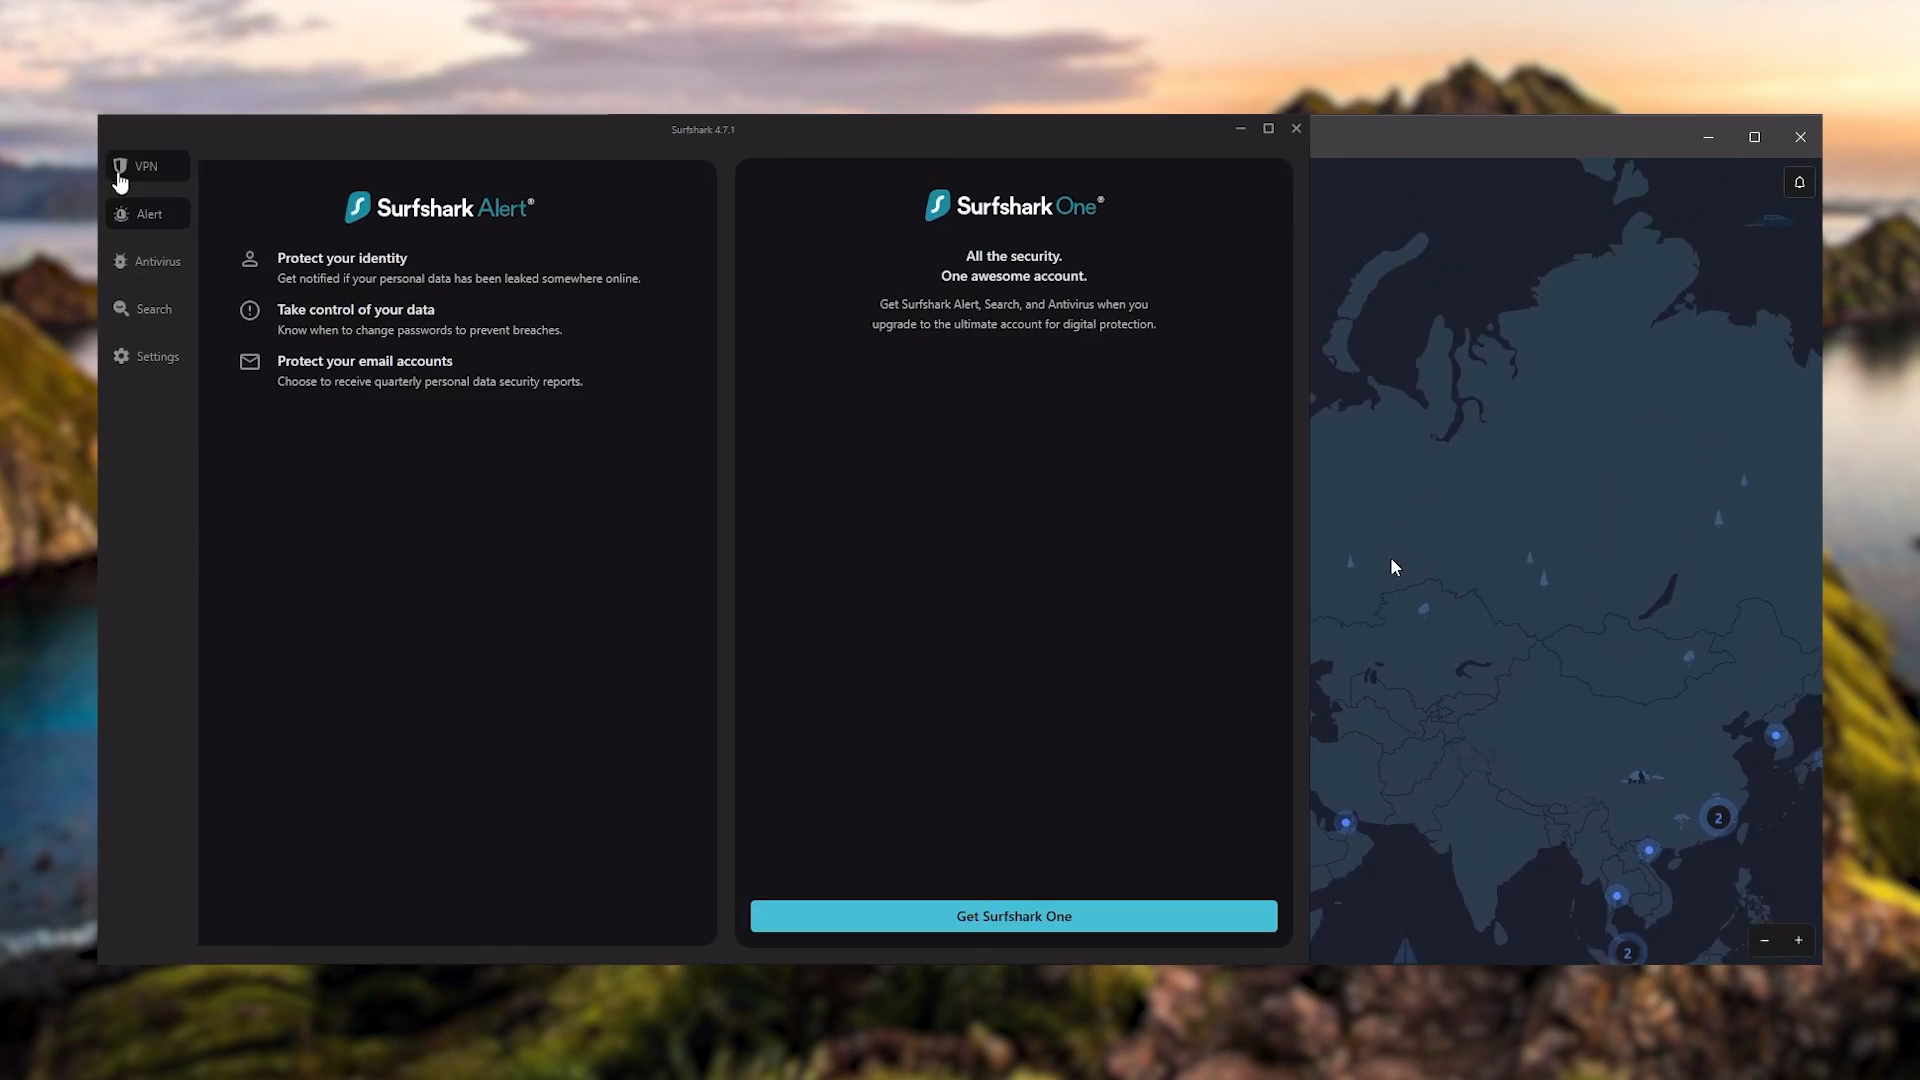 Surfshark 4.7.1
VPN
Alert
Antivirus
Search
Settings
Surfshark Alert®
Protect your identity
Get notified if your personal data has been leaked somewhere online.
Take control of your data
Know when to change passwords to prevent breaches.
Protect your email accounts
Choose to receive quarterly personal data security reports.
Surfshark One®
All the security.
One awesome account.
Get Surfshark Alert, Search, and Antivirus when you
upgrade to the ultimate account for digital protection.
Get Surfshark One
2
2